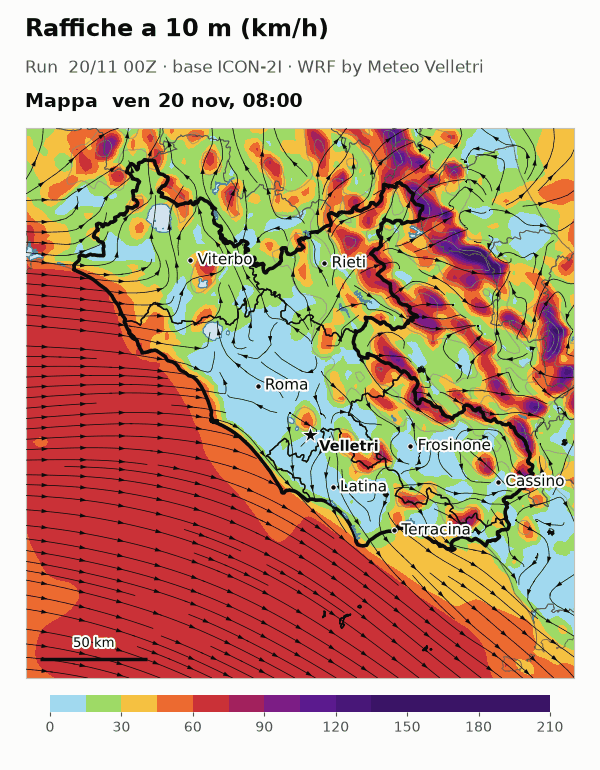 Raffiche a 10 m (km/h)
Run  20/11 00Z · base ICON-2I · WRF by Meteo Velletri
Mappa  ven 20 nov, 08:00
Viterbo
Rieti
Roma
Velletri
Frosinone
Latina
Cassino
Terracina
50 km
0 30 60 90 120 150 180 210